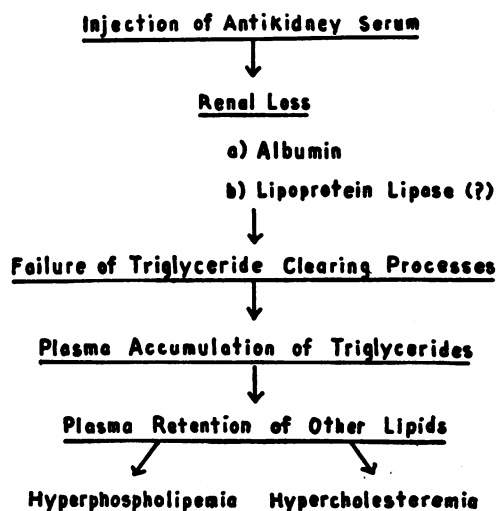 Injection of Antikidney Serum
Renal Loss
a) Albumin
b) Lipoprotein Lipase (?)
Failure of Triglyceride Clearing Processes
Plasma Accumulation of Triglycerides
Plasma Retention of Other Lipids
Hyperphospholipemia Hypercholesteremia